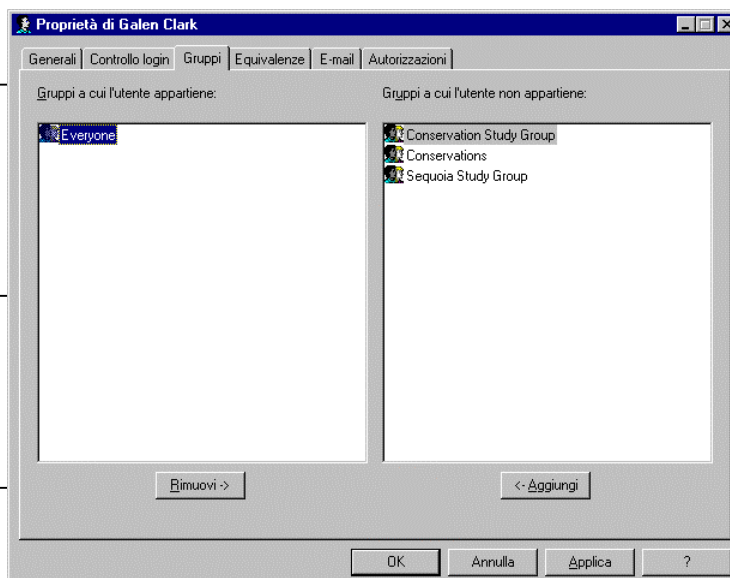 Proprietà di Galen Clark
Generali Controllo login Gruppi Equivalenze E-mail Autorizzazioni
Gruppi a cui l'utente appartiene:
Everyone
Gruppi a cui l'utente non appartiene:
Conservation Study Group
Conservations
Sequoia Study Group
Rimuovi ->
<- Aggiungi
OK Annulla Applica ?